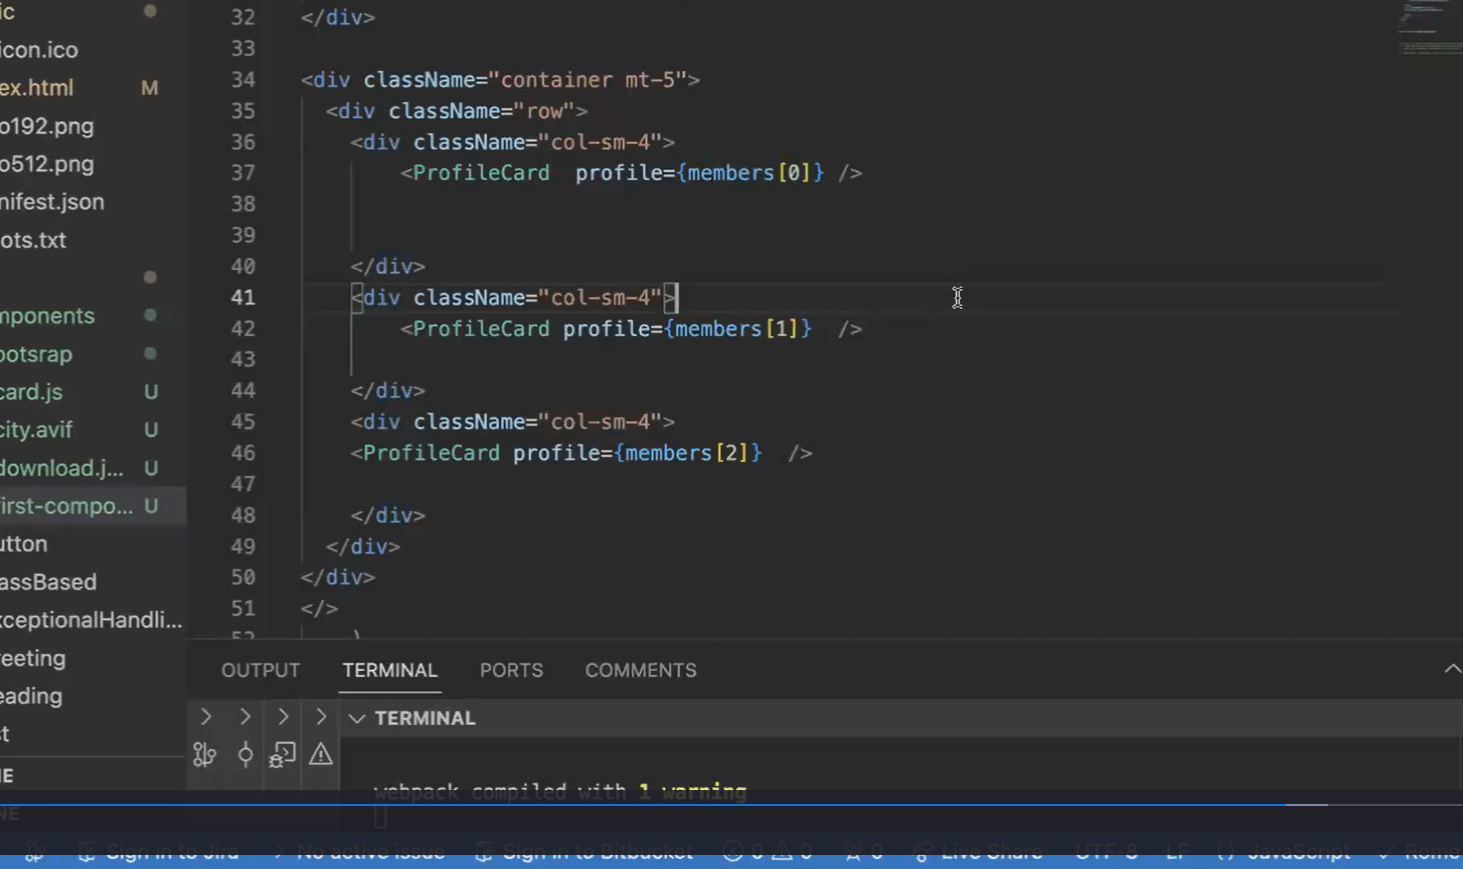 ic
icon.ico
ex.html M
o192.png
o512.png
nifest.json
ots.txt
mponents
ootsrap
card.js U
city.avif U
download.j... U
first-compo... U
utton
assBased
xceptionalHandli...
reeting
eading
st
NE
NE
32 </div>
33
34 <div className="container mt-5">
35 <div className="row">
36 <div className="col-sm-4">
37 <ProfileCard  profile={members[0]} />
38
39
40 </div>
41 <div className="col-sm-4">
42 <ProfileCard profile={members[1]}  />
43
44 </div>
45 <div className="col-sm-4">
46 <ProfileCard profile={members[2]}  />
47
48 </div>
49 </div>
50 </div>
51 </>
52 )
OUTPUT TERMINAL PORTS COMMENTS
TERMINAL
webpack compiled with 1 warning
Sign in to Jira No active issue Sign in to Bitbucket 0 0 0 Live Share UTF-8 LF {} JavaScript Rome